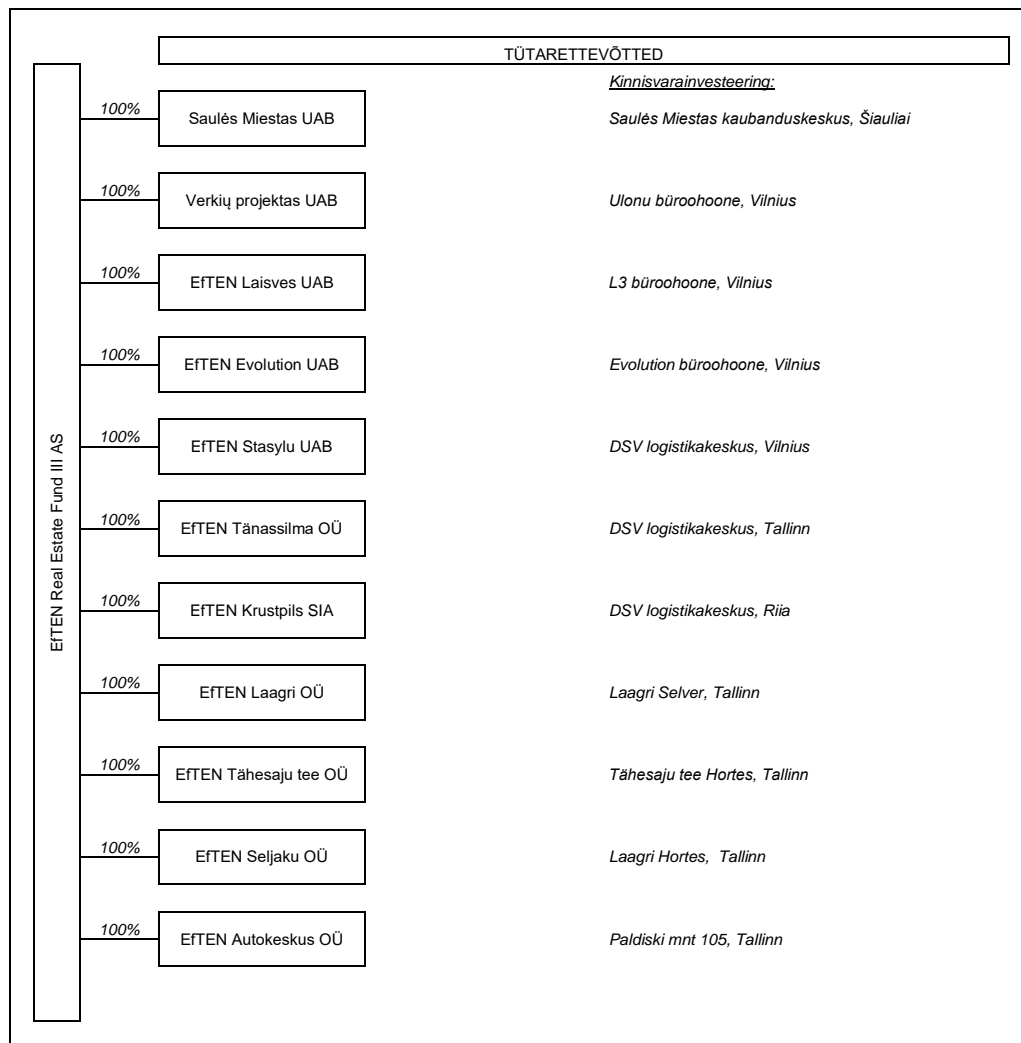 TÜTARETTEVÕTTED
EfTEN Real Estate Fund III AS
Kinnisvarainvesteering:
100%
Saulės Miestas UAB
Saulės Miestas kaubanduskeskus, Šiauliai
100%
Verkių projektas UAB
Ulonu büroohoone, Vilnius
100%
EfTEN Laisves UAB
L3 büroohoone, Vilnius
100%
EfTEN Evolution UAB
Evolution büroohoone, Vilnius
100%
EfTEN Stasylu UAB
DSV logistikakeskus, Vilnius
100%
EfTEN Tänassilma OÜ
DSV logistikakeskus, Tallinn
100%
EfTEN Krustpils SIA
DSV logistikakeskus, Riia
100%
EfTEN Laagri OÜ
Laagri Selver, Tallinn
100%
EfTEN Tähesaju tee OÜ
Tähesaju tee Hortes, Tallinn
100%
EfTEN Seljaku OÜ
Laagri Hortes, Tallinn
100%
EfTEN Autokeskus OÜ
Paldiski mnt 105, Tallinn